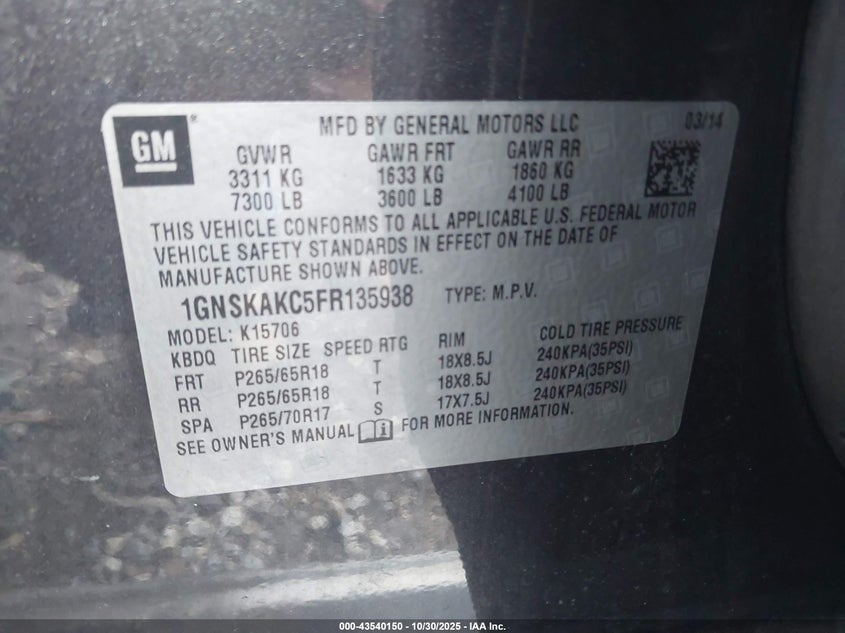 GM
®
MFD BY GENERAL MOTORS LLC 03/14
GVWR GAWR FRT GAWR RR
3311 KG 1633 KG 1860 KG
7300 LB 3600 LB 4100 LB
THIS VEHICLE CONFORMS TO ALL APPLICABLE U.S. FEDERAL MOTOR
VEHICLE SAFETY STANDARDS IN EFFECT ON THE DATE OF
MANUFACTURE SHOWN ABOVE.
1GNSKAKC5FR135938 TYPE: M.P.V.
MODEL: K15706
KBDQ TIRE SIZE SPEED RTG RIM COLD TIRE PRESSURE
FRT P265/65R18 T 18X8.5J 240KPA(35PSI)
RR P265/65R18 T 18X8.5J 240KPA(35PSI)
SPA P265/70R17 S 17X7.5J 240KPA(35PSI)
SEE OWNER'S MANUAL i FOR MORE INFORMATION.
000-43540150 - 10/30/2025 - IAA Inc.